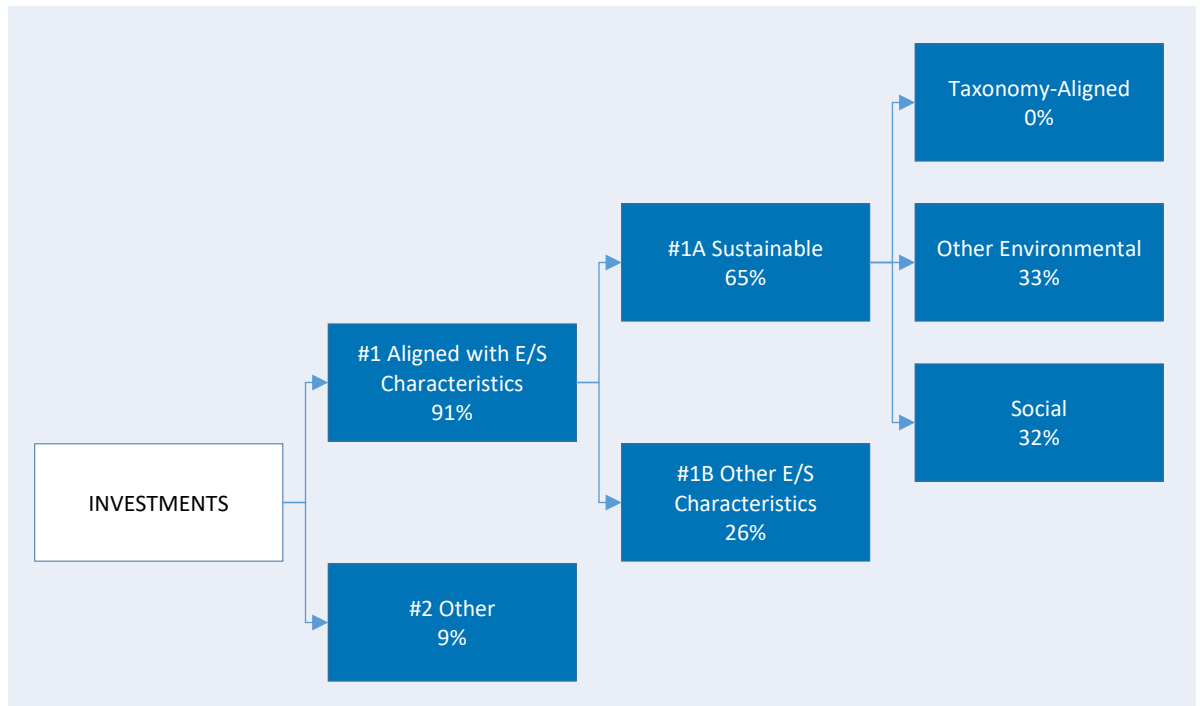 INVESTMENTS
#1 Aligned with E/S
Characteristics
91%
#2 Other
9%
#1A Sustainable
65%
#1B Other E/S
Characteristics
26%
Taxonomy-Aligned
0%
Other Environmental
33%
Social
32%